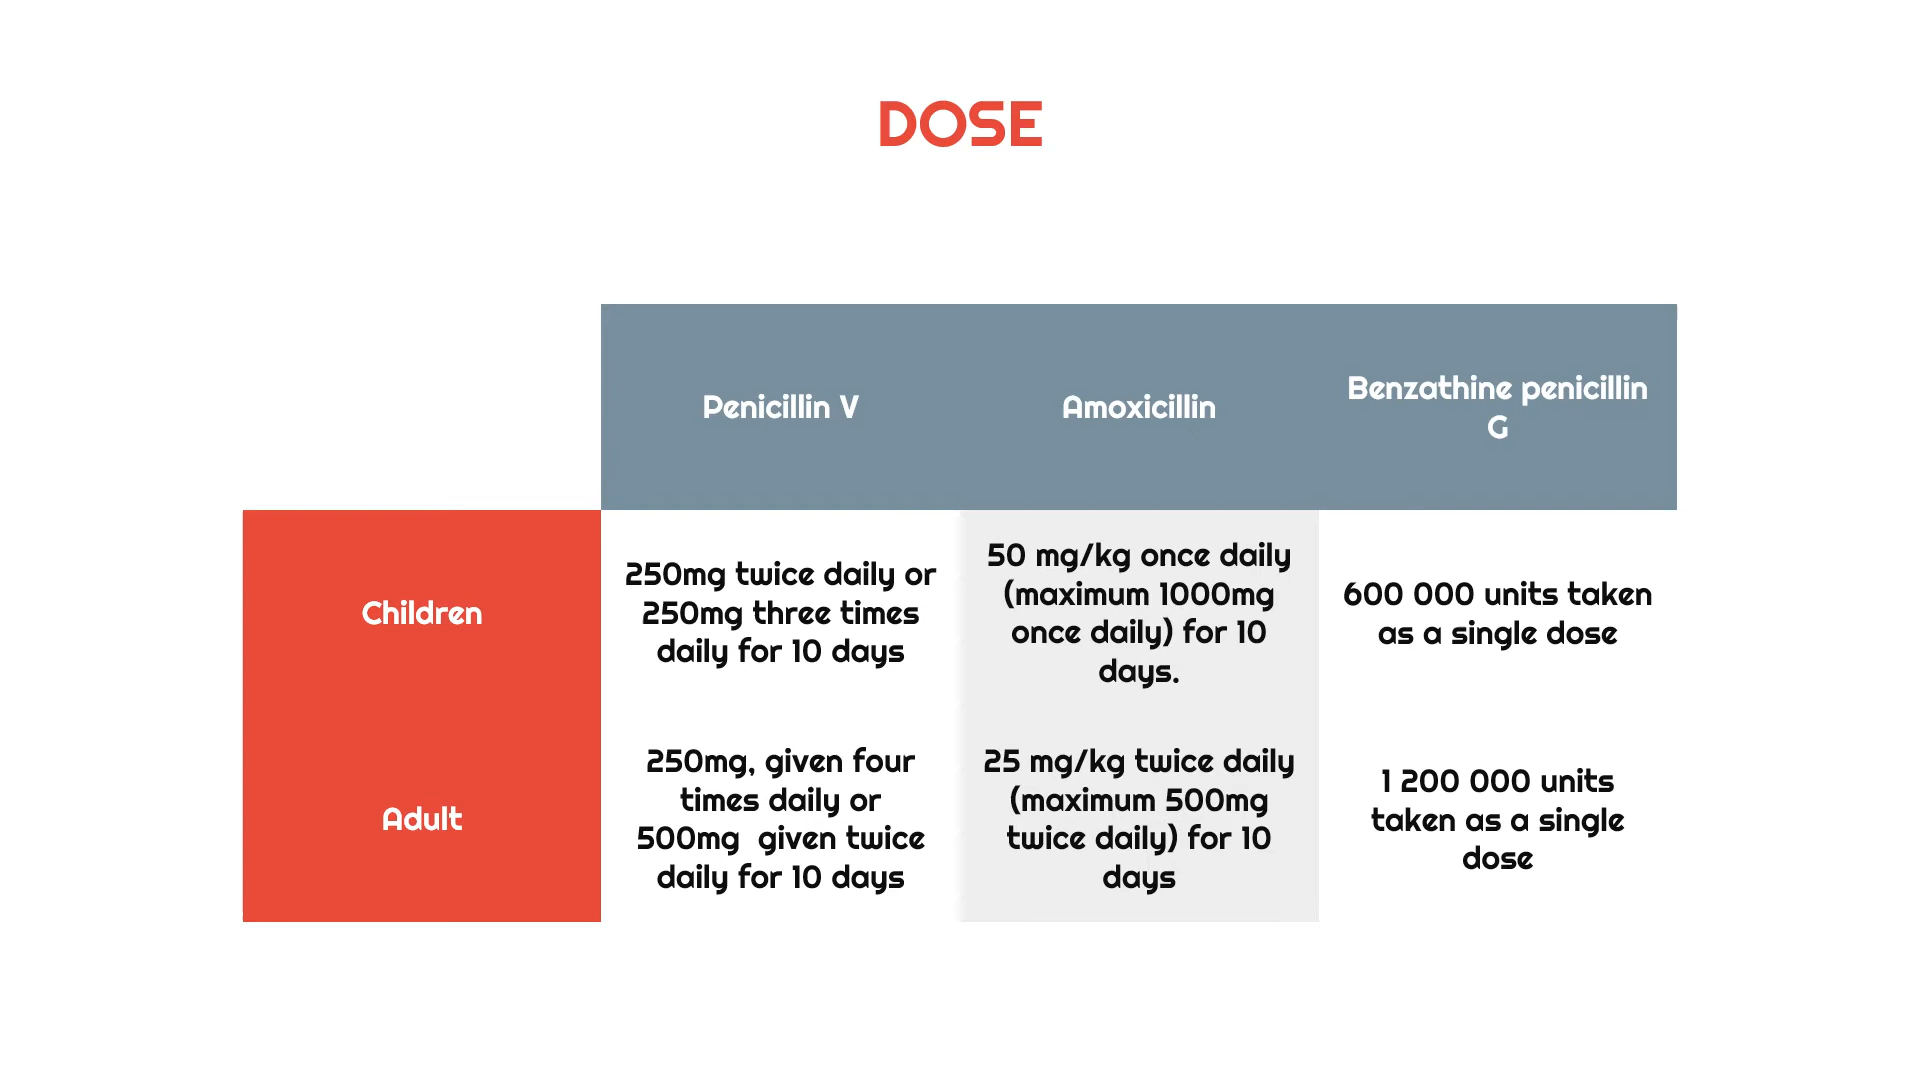 DOSE
Penicillin V
Amoxicillin
Benzathine penicillin
G
Children
250mg twice daily or
250mg three times
daily for 10 days
50 mg/kg once daily
(maximum 1000mg
once daily) for 10
days.
600 000 units taken
as a single dose
Adult
250mg, given four
times daily or
500mg  given twice
daily for 10 days
25 mg/kg twice daily
(maximum 500mg
twice daily) for 10
days
1 200 000 units
taken as a single
dose